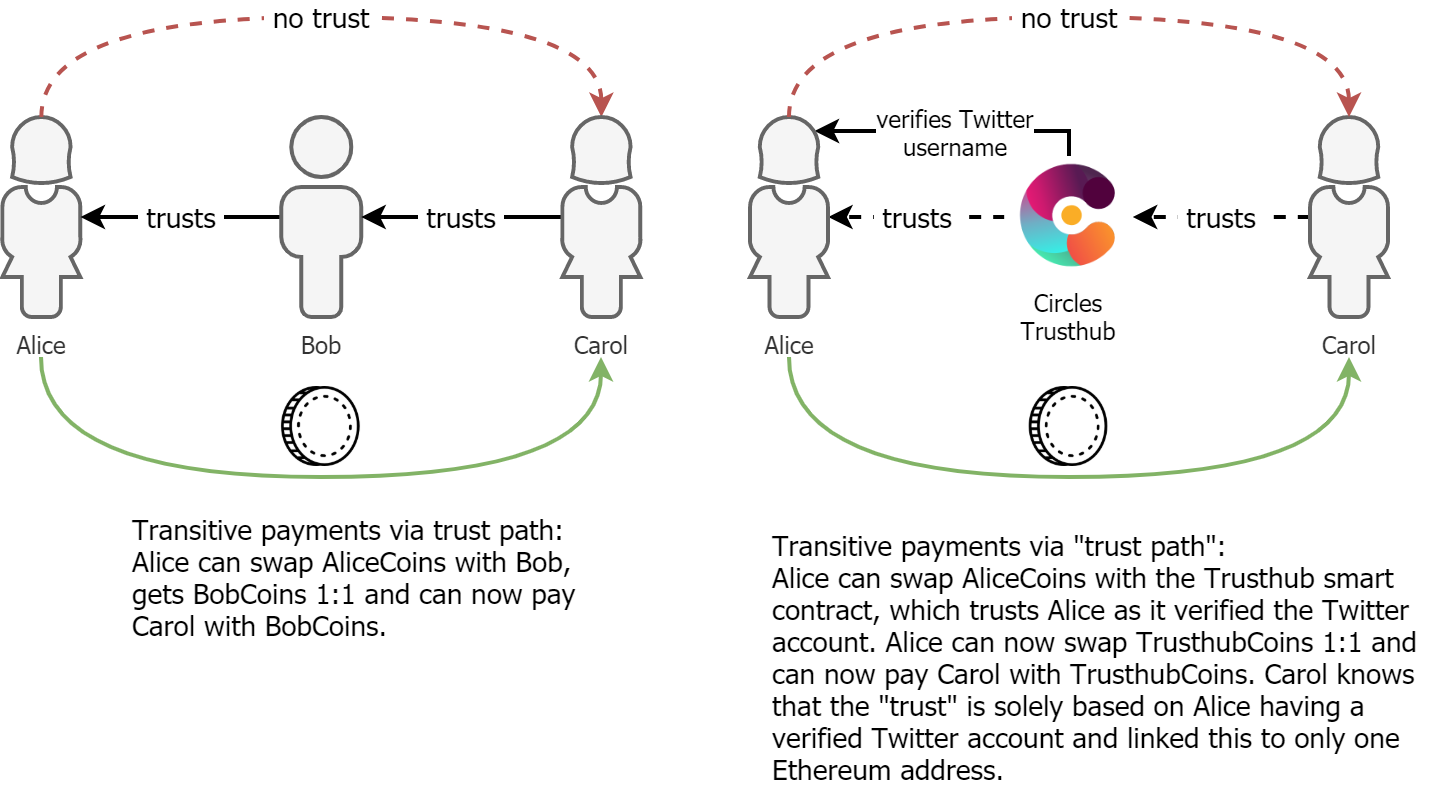 no trust
trusts
trusts
Alice
Bob
Carol
Transitive payments via trust path:
Alice can swap AliceCoins with Bob,
gets BobCoins 1:1 and can now pay
Carol with BobCoins.
no trust
verifies Twitter
username
trusts
trusts
Circles
Trusthub
Alice
Carol
Transitive payments via "trust path":
Alice can swap AliceCoins with the Trusthub smart
contract, which trusts Alice as it verified the Twitter
account. Alice can now swap TrusthubCoins 1:1 and
can now pay Carol with TrusthubCoins. Carol knows
that the "trust" is solely based on Alice having a
verified Twitter account and linked this to only one
Ethereum address.